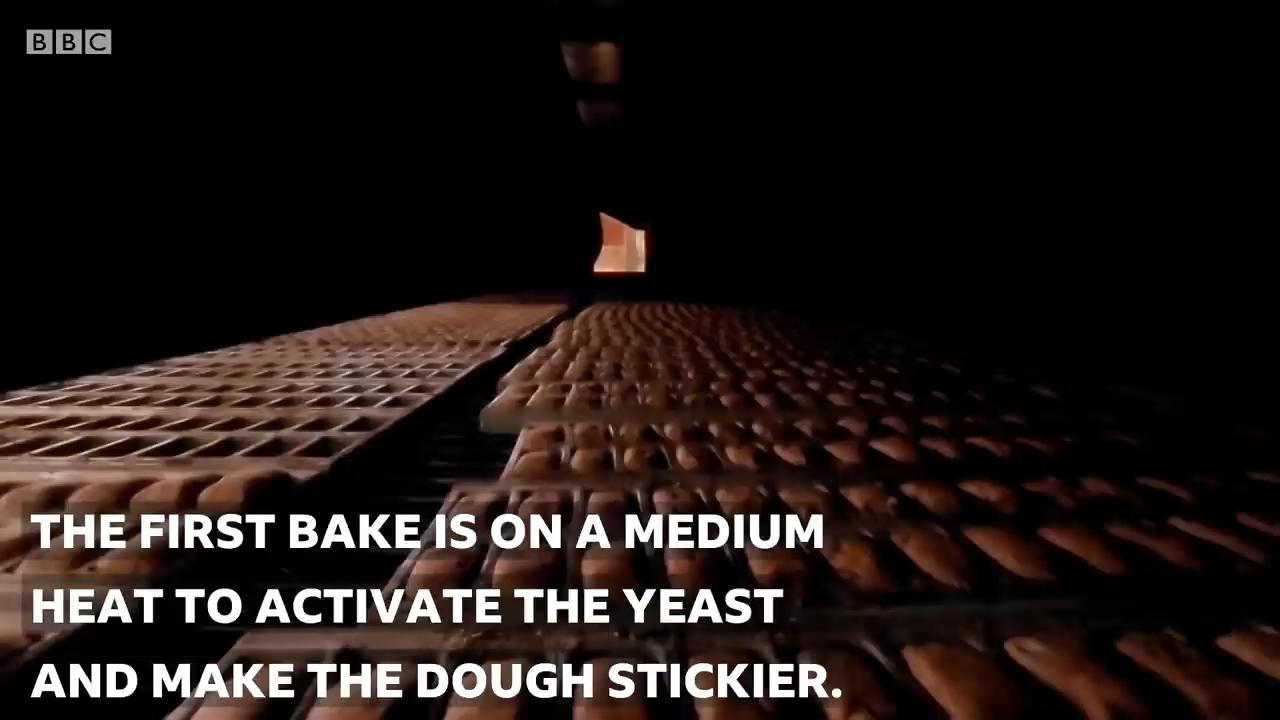 BBC
THE FIRST BAKE IS ON A MEDIUM
HEAT TO ACTIVATE THE YEAST
AND MAKE THE DOUGH STICKIER.